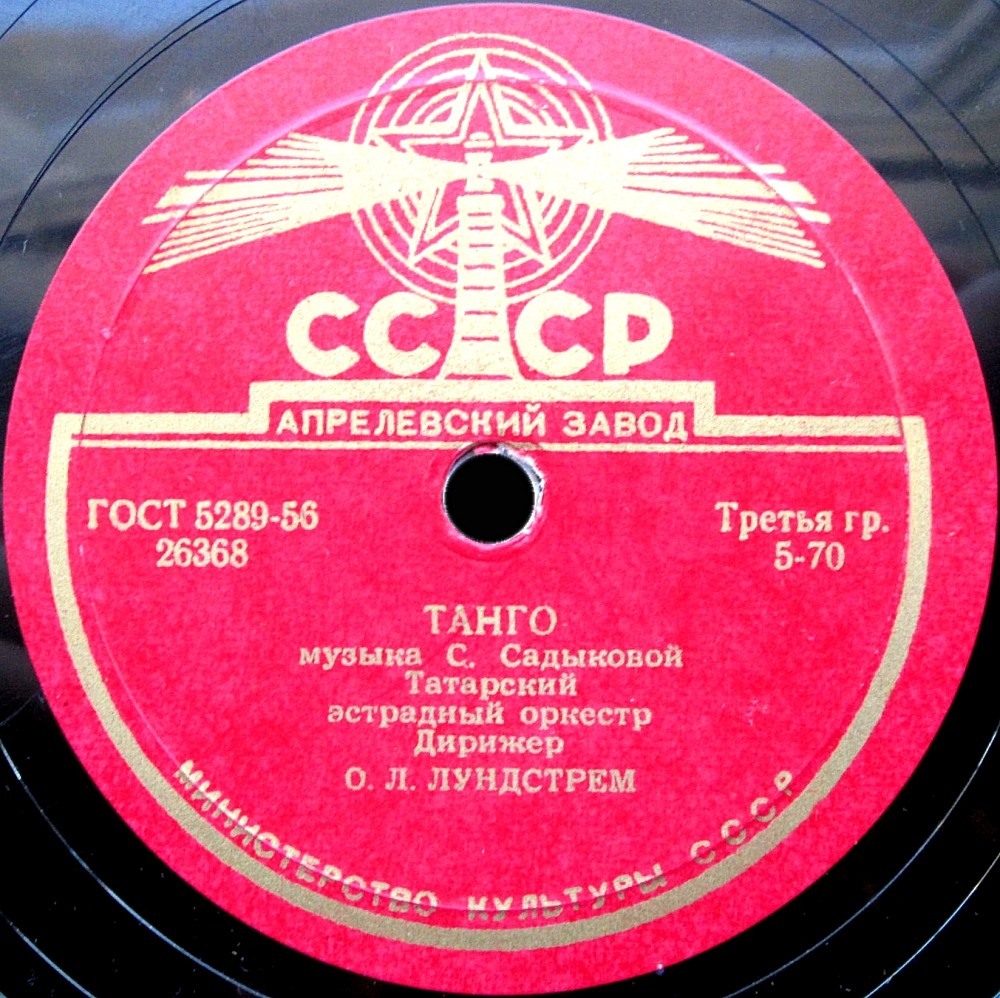 СССР
АПРЕЛЕВСКИЙ ЗАВОД
ГОСТ 5289-56
26368
Третья гр.
5-70
ТАНГО
музыка С. Садыковой
Татарский
эстрадный оркестр
Дирижер
О. Л. ЛУНДСТРЕМ
МИНИСТЕРСТВО КУЛЬТУРЫ СССР